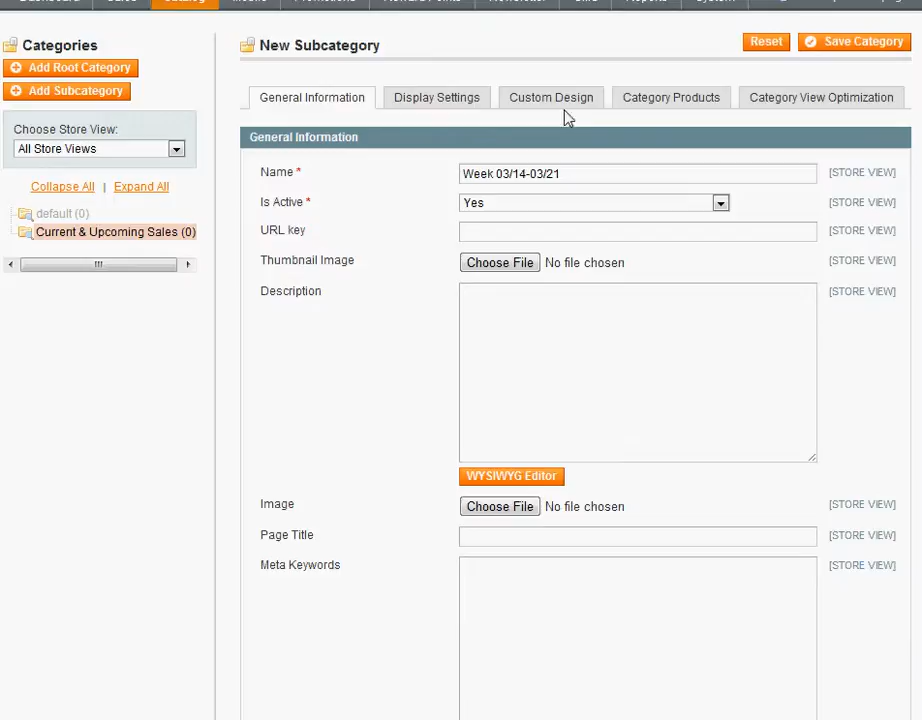 Categories
Add Root Category
Add Subcategory
Choose Store View:
All Store Views
Collapse All | Expand All
default (0)
Current & Upcoming Sales (0)
New Subcategory
Reset
Save Category
General Information
Display Settings
Custom Design
Category Products
Category View Optimization
General Information
Name * Week 03/14-03/21 [STORE VIEW]
Is Active * Yes [STORE VIEW]
URL key [STORE VIEW]
Thumbnail Image Choose File No file chosen [STORE VIEW]
Description [STORE VIEW]
WYSIWYG Editor
Image Choose File No file chosen [STORE VIEW]
Page Title [STORE VIEW]
Meta Keywords [STORE VIEW]